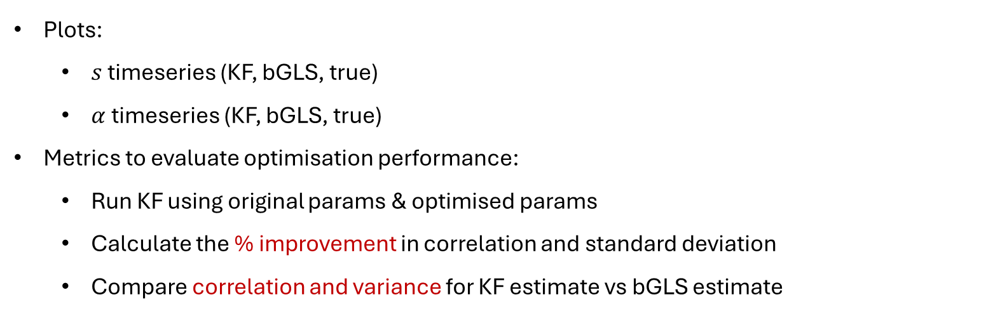 • Plots:
• s timeseries (KF, bGLS, true)
• α timeseries (KF, bGLS, true)
• Metrics to evaluate optimisation performance:
• Run KF using original params & optimised params
• Calculate the % improvement in correlation and standard deviation
• Compare correlation and variance for KF estimate vs bGLS estimate